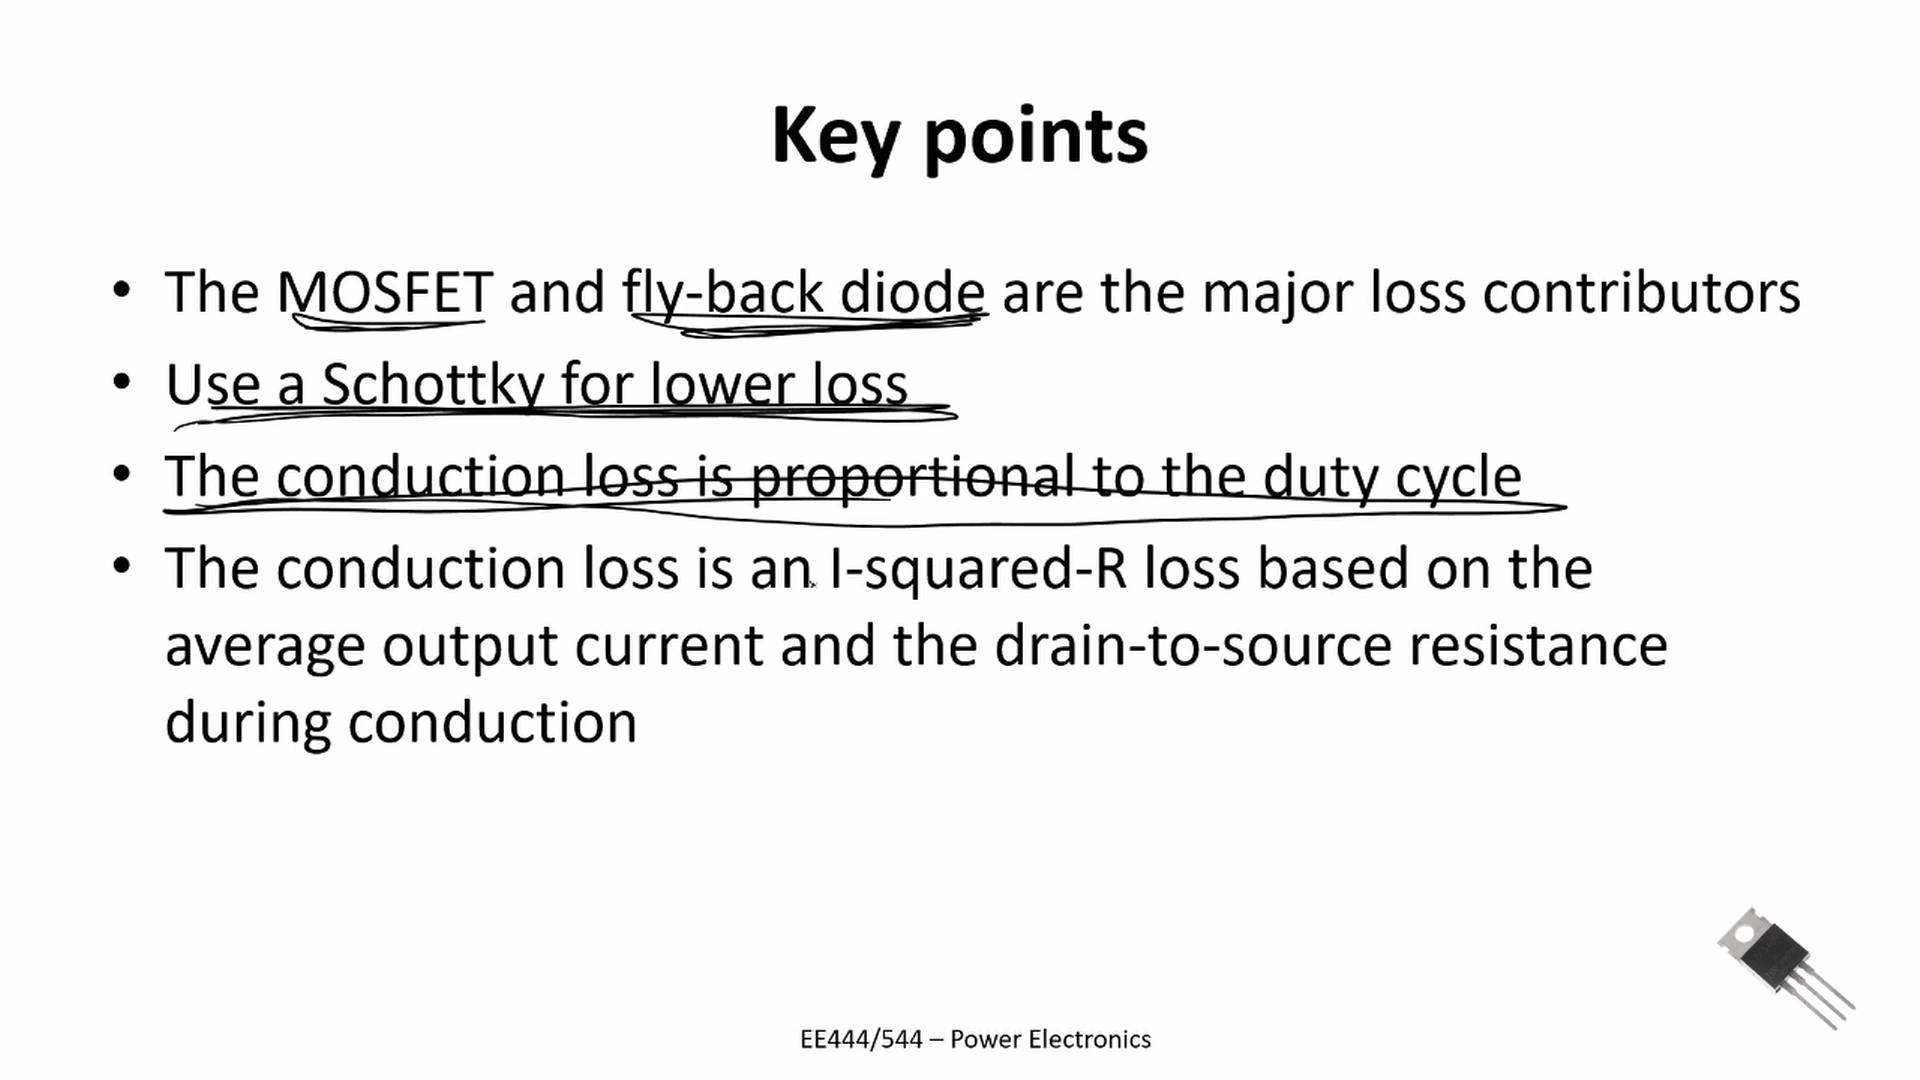 Key points
• The MOSFET and fly-back diode are the major loss contributors
• Use a Schottky for lower loss
• The conduction loss is proportional to the duty cycle
• The conduction loss is an I-squared-R loss based on the
average output current and the drain-to-source resistance
during conduction
EE444/544 – Power Electronics